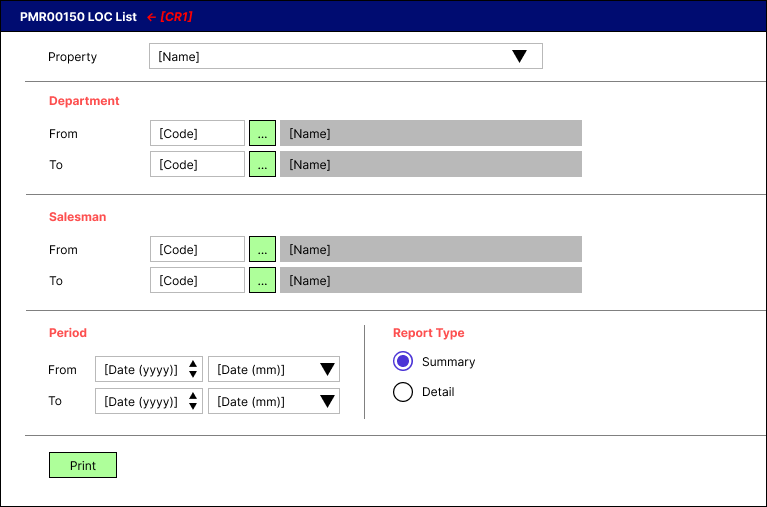 PMR00150 LOC List ← [CR1]
Property [Name]
Department
From [Code] ... [Name]
To [Code] ... [Name]
Salesman
From [Code] ... [Name]
To [Code] ... [Name]
Period
From [Date (yyyy)] [Date (mm)]
To [Date (yyyy)] [Date (mm)]
Report Type
Summary
Detail
Print